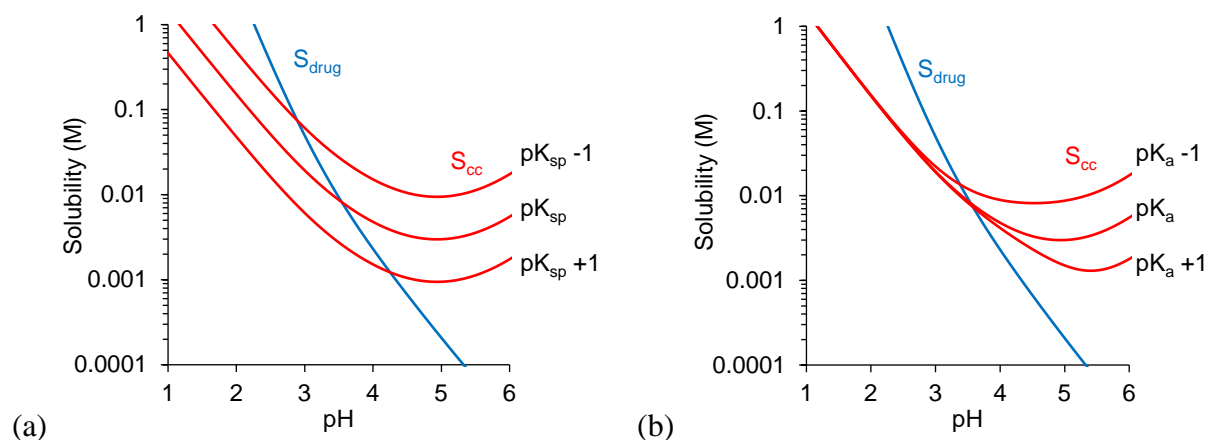 1
0.1
0.01
0.001
0.0001
Solubility (M)
S_drug
S_cc
pK_sp -1
pK_sp
pK_sp +1
1 2 3 4 5 6
pH
(a)
1
0.1
0.01
0.001
0.0001
Solubility (M)
S_drug
S_cc
pK_a -1
pK_a
pK_a +1
1 2 3 4 5 6
pH
(b)